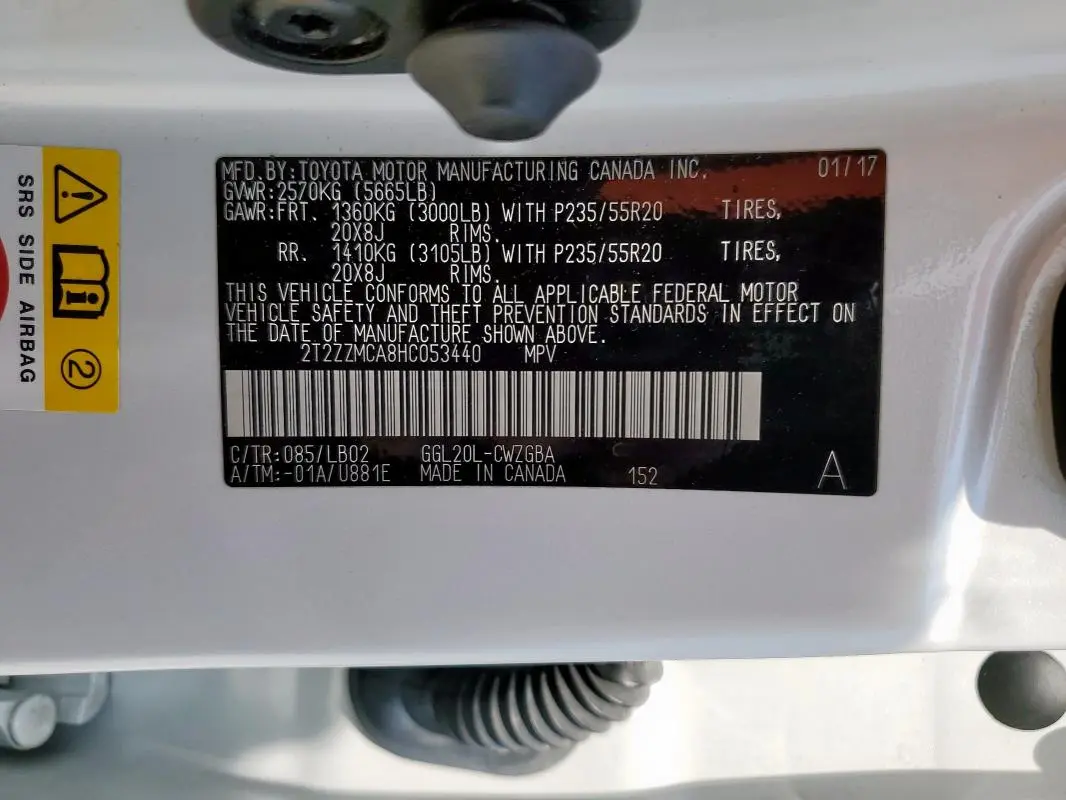 MFD.BY:TOYOTA MOTOR MANUFACTURING CANADA INC. 01/17
GVWR:2570KG (5665LB)
GAWR:FRT. 1360KG (3000LB) WITH P235/55R20 TIRES,
20X8J RIMS.
RR. 1410KG (3105LB) WITH P235/55R20 TIRES,
20X8J RIMS.
THIS VEHICLE CONFORMS TO ALL APPLICABLE FEDERAL MOTOR
VEHICLE SAFETY AND THEFT PREVENTION STANDARDS IN EFFECT ON
THE DATE OF MANUFACTURE SHOWN ABOVE.
2T2ZZMCA8HC053440 MPV
C/TR:085/LB02 GGL20L-CWZGBA
A/TM:-01A/U881E MADE IN CANADA 152 A
SRS SIDE AIRBAG
2